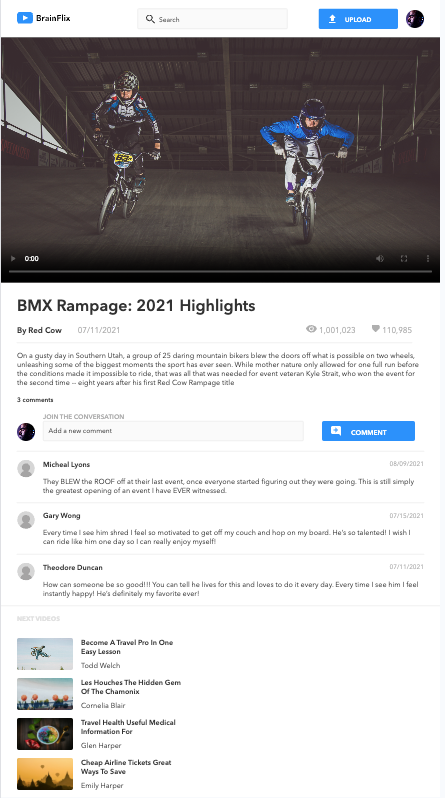 BrainFlix
Search
UPLOAD
0:00
BMX Rampage: 2021 Highlights
By Red Cow
07/11/2021
1,001,023
110,985
On a gusty day in Southern Utah, a group of 25 daring mountain bikers blew the doors off what is possible on two wheels,
unleashing some of the biggest moments the sport has ever seen. While mother nature only allowed for one full run before
the conditions made it impossible to ride, that was all that was needed for event veteran Kyle Strait, who won the event for
the second time -- eight years after his first Red Cow Rampage title
3 comments
JOIN THE CONVERSATION
Add a new comment
COMMENT
Micheal Lyons
08/09/2021
They BLEW the ROOF off at their last event, once everyone started figuring out they were going. This is still simply
the greatest opening of an event I have EVER witnessed.
Gary Wong
07/15/2021
Every time I see him shred I feel so motivated to get off my couch and hop on my board. He's so talented! I wish I
can ride like him one day so I can really enjoy myself!
Theodore Duncan
07/11/2021
How can someone be so good!!! You can tell he lives for this and loves to do it every day. Every time I see him I feel
instantly happy! He's definitely my favorite ever!
NEXT VIDEOS
Become A Travel Pro In One
Easy Lesson
Todd Welch
Les Houches The Hidden Gem
Of The Chamonix
Cornelia Blair
Travel Health Useful Medical
Information For
Glen Harper
Cheap Airline Tickets Great
Ways To Save
Emily Harper